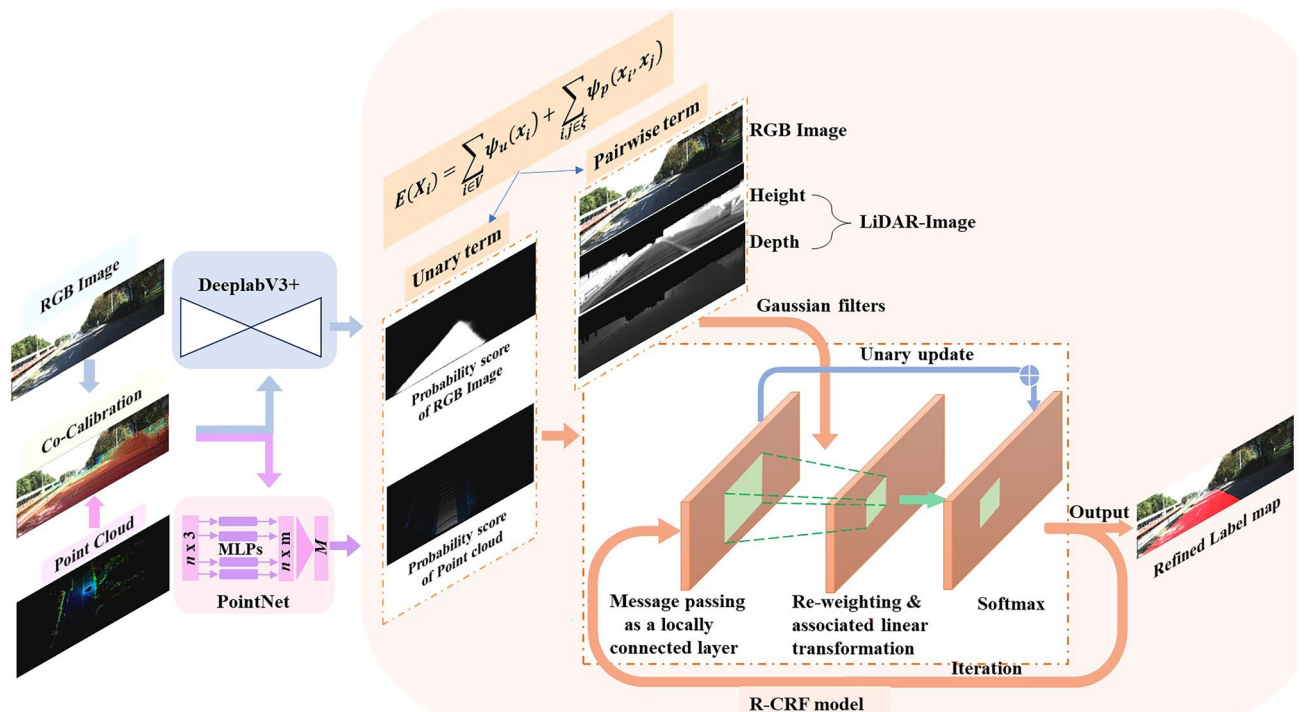 RGB Image
Co-Calibration
Point Cloud
DeeplabV3+
n x 3
MLPs
n x m
M
PointNet
E(X_i) = ∑_{i∈V} ψ_u(x_i) + ∑_{i,j∈ξ} ψ_p(x_i, x_j)
Unary term
Pairwise term
Probability score
of RGB Image
Probability score
of Point cloud
RGB Image
Height
Depth
LiDAR-Image
Gaussian filters
Unary update
Message passing
as a locally
connected layer
Re-weighting &
associated linear
transformation
Softmax
Output
Refined Label map
Iteration
R-CRF model